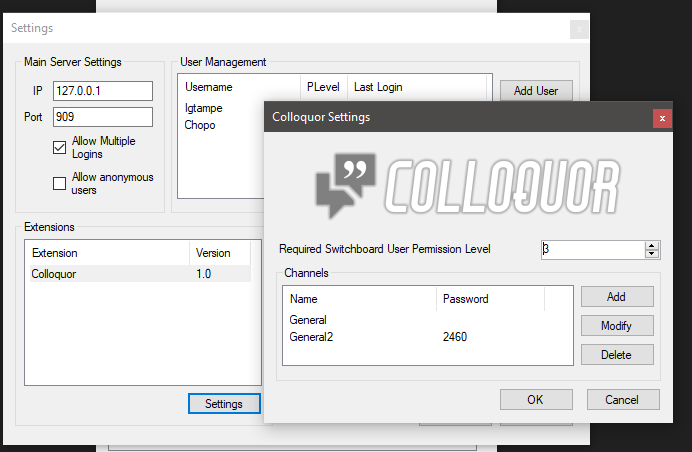 Settings
Main Server Settings
IP 127.0.0.1
Port 909
Allow Multiple
Logins
Allow anonymous
users
User Management
Username PLevel Last Login
Igtampe
Chopo
Add User
Extensions
Extension Version
Colloquor 1.0
Settings
Colloquor Settings
x
COLLOQUOR
Required Switchboard User Permission Level 3
Channels
Name Password
General
General2 2460
Add
Modify
Delete
OK
Cancel